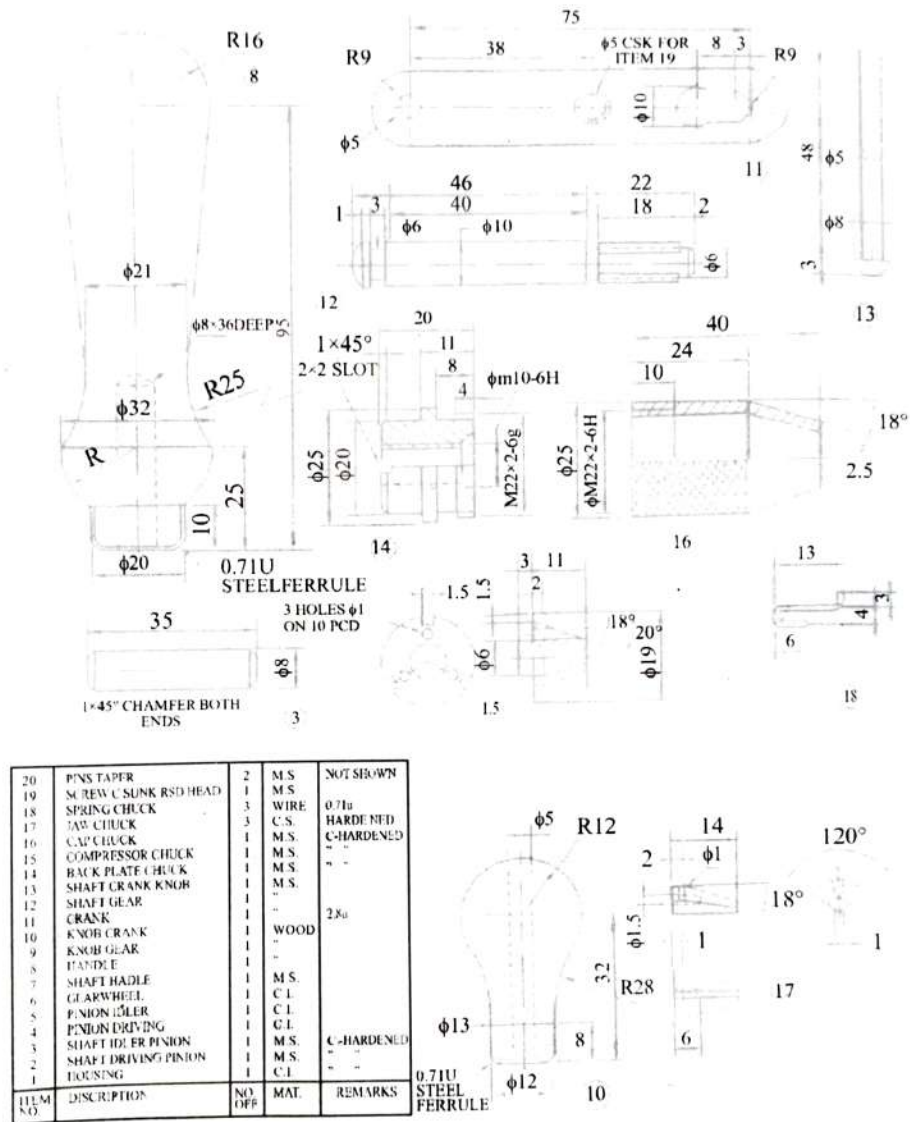 R16
8
φ21
φ8×36DEEP
95
R25
φ32
R
25
10
φ20
0.71U
STEELFERRULE
75
38
φ5 CSK FOR
ITEM 19
8
3
R9
R9
φ10
φ5
11
48
φ5
φ8
3
13
46
22
1
3
40
18
2
φ6
φ10
φ6
12
20
1×45°
11
2×2 SLOT
8
4
φm10-6H
φ25
φ20
M22×2-6g
14
40
24
10
φ25
φM22×2-6H
18°
2.5
16
35
φ8
1×45° CHAMFER BOTH
ENDS
3
3 HOLES φ1
ON 10 PCD
1.5
1.5
3
11
2
φ6
18°
20°
φ19
1.5
13
3
4
6
18
20 PINS TAPER 2 M.S NOT SHOWN
19 SCREW C SUNK RSD HEAD 1 M.S
18 SPRING CHUCK 3 WIRE 0.71u
17 JAW CHUCK 3 C.S. HARDENED
16 CAP CHUCK 1 M.S. C-HARDENED
15 COMPRESSOR CHUCK 1 M.S. " "
14 BACK PLATE CHUCK 1 M.S. " "
13 SHAFT CRANK KNOB 1 M.S.
12 SHAFT GEAR 1 "
11 CRANK 1 " 2.8u
10 KNOB CRANK 1 WOOD
9 KNOB GEAR 1 "
8 HANDLE 1 "
7 SHAFT HADLE 1 M.S.
6 GEARWHEEL 1 C.I.
5 PINION IDLER 1 C.I.
4 PINION DRIVING 1 C.I.
3 SHAFT IDLER PINION 1 M.S. C-HARDENED
2 SHAFT DRIVING PINION 1 M.S. " "
1 HOUSING 1 C.I. " "
ITEM NO. DISCRIPTION NO OFF MAT. REMARKS
φ5
R12
32
R28
φ13
8
φ12
0.71U
STEEL
FERRULE
10
14
2
φ1
18°
φ1.5
1
120°
1
17
6